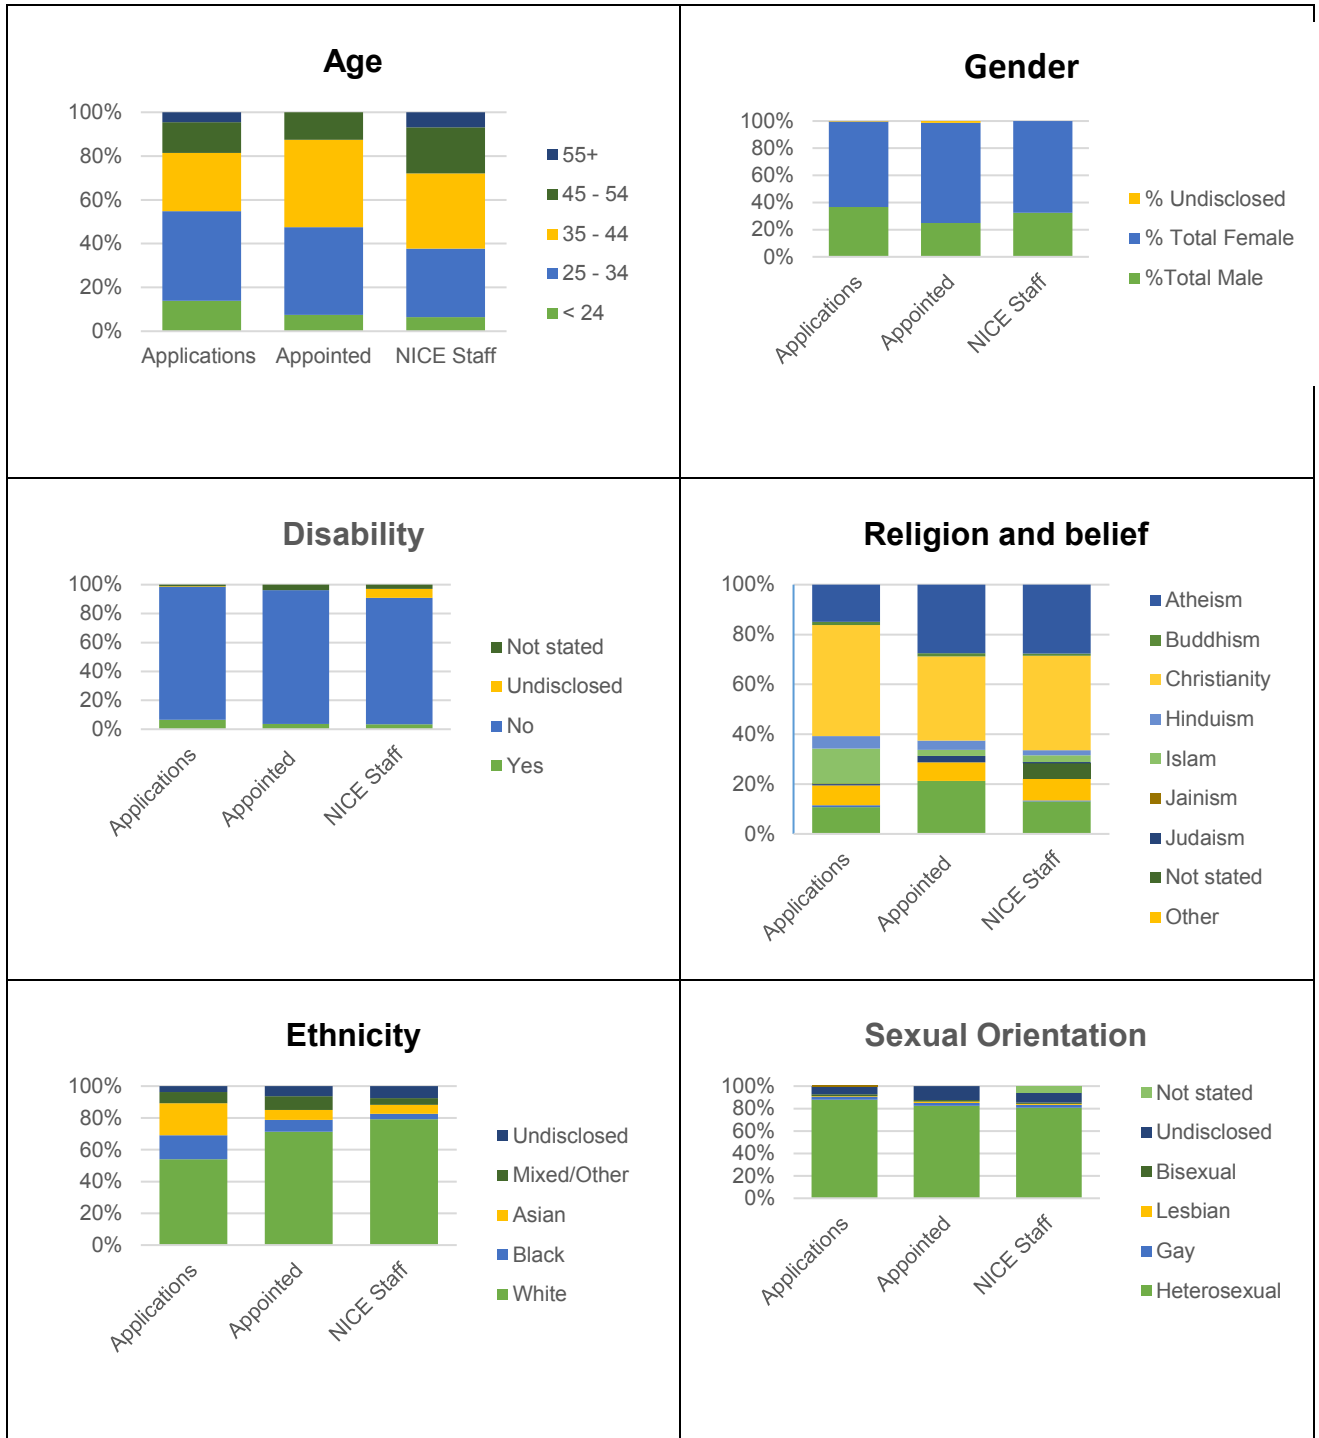 Age
100%
80%
60%
40%
20%
0%
Applications Appointed NICE Staff
55+
45 - 54
35 - 44
25 - 34
< 24
Gender
100%
80%
60%
40%
20%
0%
Applications
Appointed
NICE Staff
% Undisclosed
% Total Female
%Total Male
Disability
100%
80%
60%
40%
20%
0%
Applications
Appointed
NICE Staff
Not stated
Undisclosed
No
Yes
Religion and belief
100%
80%
60%
40%
20%
0%
Applications
Appointed
NICE Staff
Atheism
Buddhism
Christianity
Hinduism
Islam
Jainism
Judaism
Not stated
Other
Ethnicity
100%
80%
60%
40%
20%
0%
Applications
Appointed
NICE Staff
Undisclosed
Mixed/Other
Asian
Black
White
Sexual Orientation
100%
80%
60%
40%
20%
0%
Applications
Appointed
NICE Staff
Not stated
Undisclosed
Bisexual
Lesbian
Gay
Heterosexual